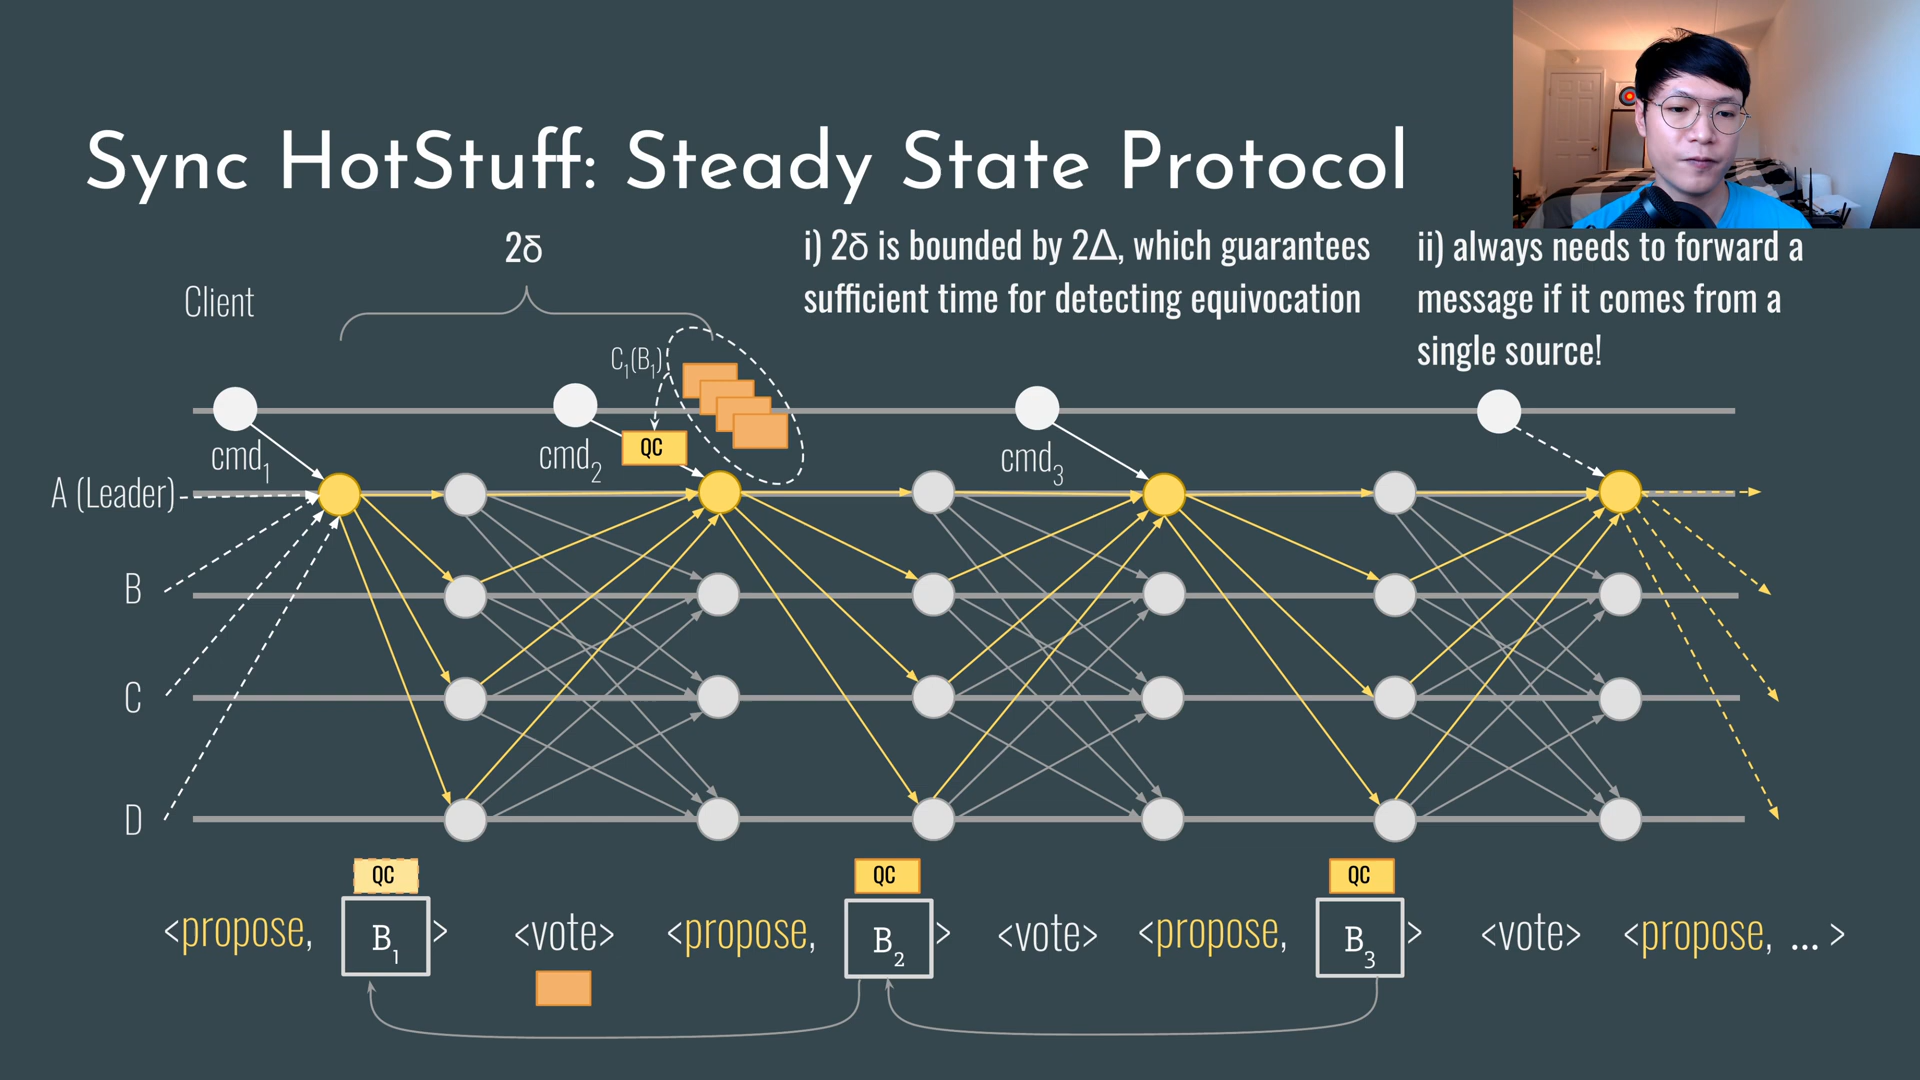 Sync HotStuff: Steady State Protocol
2δ
i) 2δ is bounded by 2Δ, which guarantees
sufficient time for detecting equivocation
ii) always needs to forward a
message if it comes from a
single source!
Client
C₁(B₁)
QC
cmd₁
cmd₂
cmd₃
A (Leader)
B
C
D
QC
QC
QC
<propose, B₁ >
<vote>
<propose, B₂ >
<vote>
<propose, B₃ >
<vote>
<propose, ... >